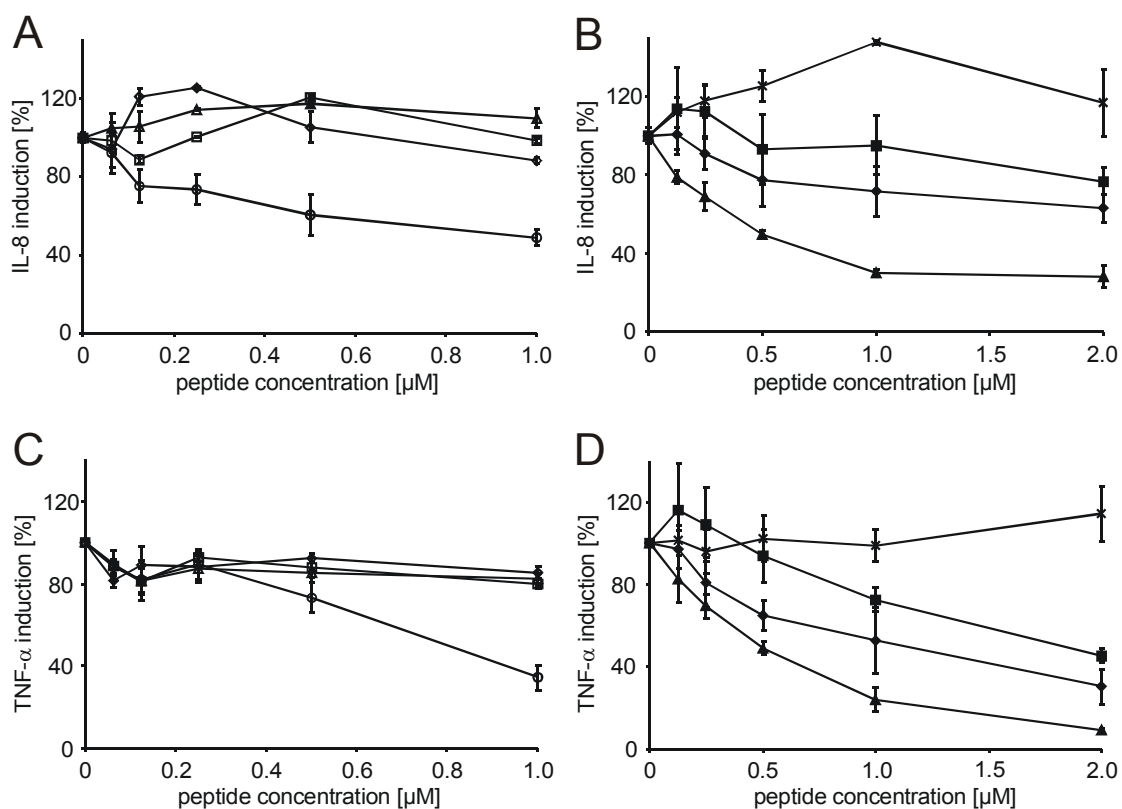 A
IL-8 induction [%]
120
80
40
0
0 0.2 0.4 0.6 0.8 1.0
peptide concentration [µM]
B
IL-8 induction [%]
120
80
40
0
0 0.5 1.0 1.5 2.0
peptide concentration [µM]
C
TNF-α induction [%]
120
80
40
0
0 0.2 0.4 0.6 0.8 1.0
peptide concentration [µM]
D
TNF-α induction [%]
120
80
40
0
0 0.5 1.0 1.5 2.0
peptide concentration [µM]